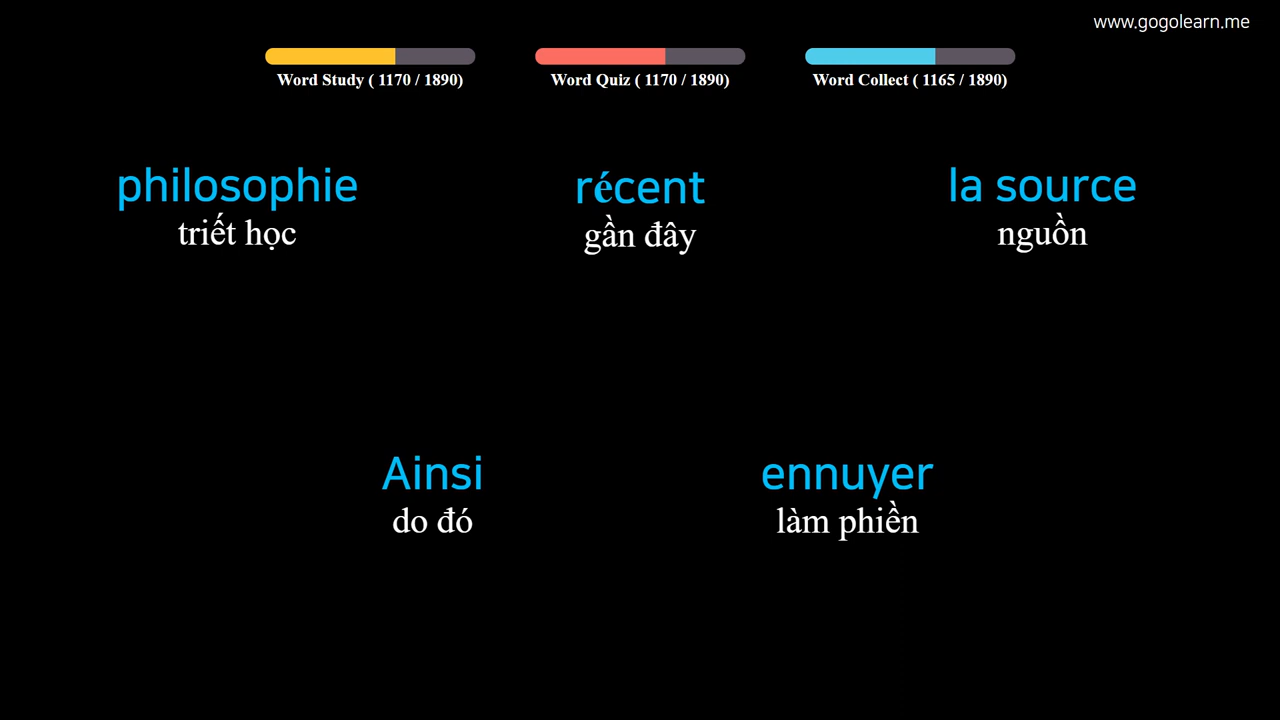 www.gogolearn.me
Word Study ( 1170 / 1890)
Word Quiz ( 1170 / 1890)
Word Collect ( 1165 / 1890)
philosophie
triết học
récent
gần đây
la source
nguồn
Ainsi
do đó
ennuyer
làm phiền